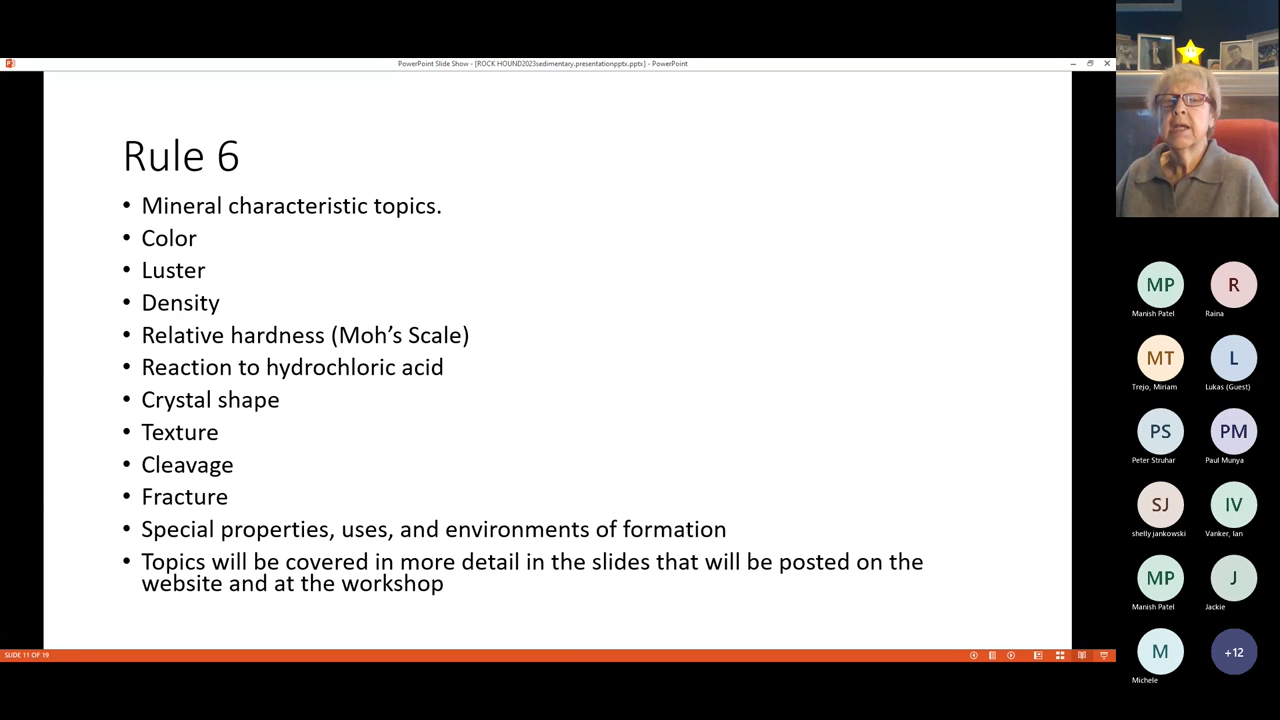 PowerPoint Slide Show - [ROCK HOUND2023sedimentary.presentationpptx.pptx] - PowerPoint
Rule 6
• Mineral characteristic topics.
• Color
• Luster
• Density
• Relative hardness (Moh’s Scale)
• Reaction to hydrochloric acid
• Crystal shape
• Texture
• Cleavage
• Fracture
• Special properties, uses, and environments of formation
• Topics will be covered in more detail in the slides that will be posted on the
website and at the workshop
SLIDE 11 OF 19
MP R
Manish Patel Raina
MT L
Trejo, Miriam Lukas (Guest)
PS PM
Peter Struhar Paul Munya
SJ IV
shelly jankowski Vanker, Ian
MP J
Manish Patel Jackie
M +12
Michele